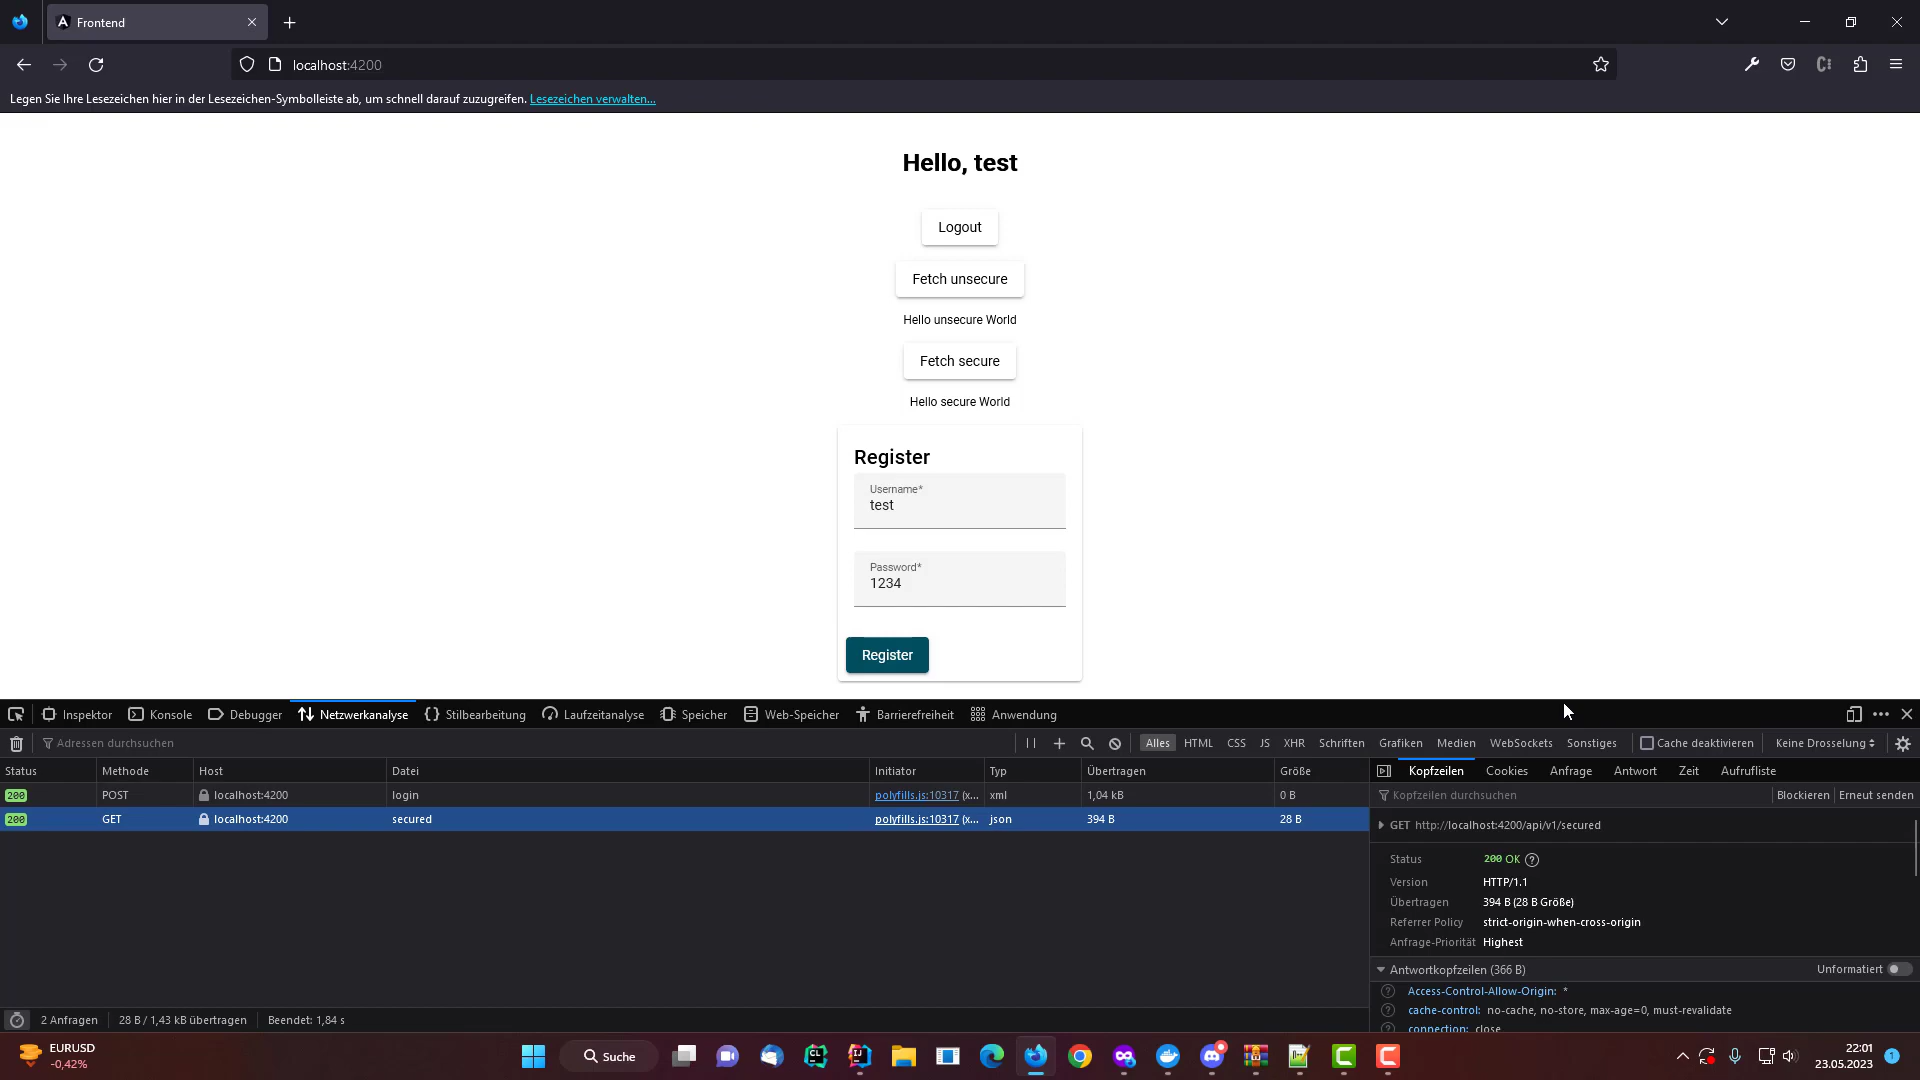 Frontend
localhost:4200
Legen Sie Ihre Lesezeichen hier in der Lesezeichen-Symbolleiste ab, um schnell darauf zuzugreifen. Lesezeichen verwalten...
Hello, test
Logout
Fetch unsecure
Hello unsecure World
Fetch secure
Hello secure World
Register
Username*
test
Password*
1234
Register
Inspektor Konsole Debugger Netzwerkanalyse Stilbearbeitung Laufzeitanalyse Speicher Web-Speicher Barrierefreiheit Anwendung
Adressen durchsuchen Alles HTML CSS JS XHR Schriften Grafiken Medien WebSockets Sonstiges Cache deaktivieren Keine Drosselung
Status Methode Host Datei Initiator Typ Übertragen Größe
200 POST localhost:4200 login polyfills.js:10317 (x... xml 1,04 kB 0 B
200 GET localhost:4200 secured polyfills.js:10317 (x... json 394 B 28 B
Kopfzeilen Cookies Anfrage Antwort Zeit Aufrufliste
Kopfzeilen durchsuchen Blockieren Erneut senden
GET http://localhost:4200/api/v1/secured
Status 200 OK
Version HTTP/1.1
Übertragen 394 B (28 B Größe)
Referrer Policy strict-origin-when-cross-origin
Anfrage-Priorität Highest
Antwortkopfzeilen (366 B) Unformatiert
Access-Control-Allow-Origin: *
cache-control: no-cache, no-store, max-age=0, must-revalidate
connection: close
2 Anfragen 28 B / 1,43 kB übertragen Beendet: 1,84 s
EURUSD
-0,42%
Suche
22:01
23.05.2023
1